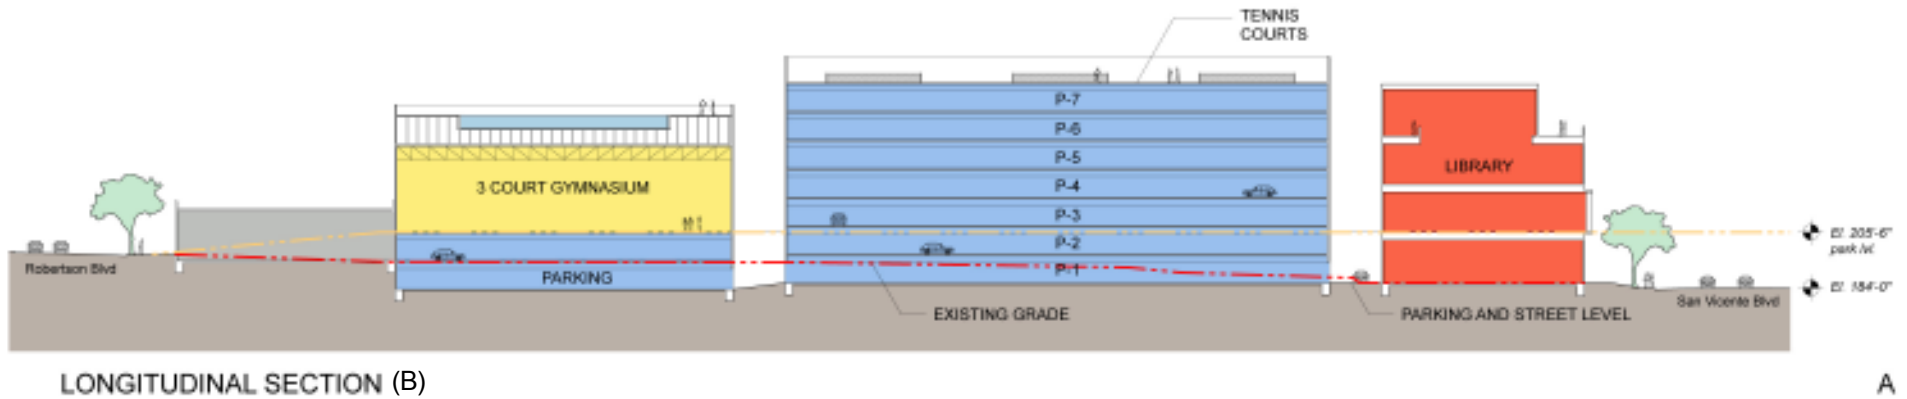 TENNIS
COURTS
P-7
P-6
P-5
P-4
P-3
P-2
P-1
3 COURT GYMNASIUM
PARKING
LIBRARY
El. 205'-6"
park lvl.
Robertson Blvd
El. 184'-0"
San Vicente Blvd
EXISTING GRADE
PARKING AND STREET LEVEL
LONGITUDINAL SECTION (B)
A